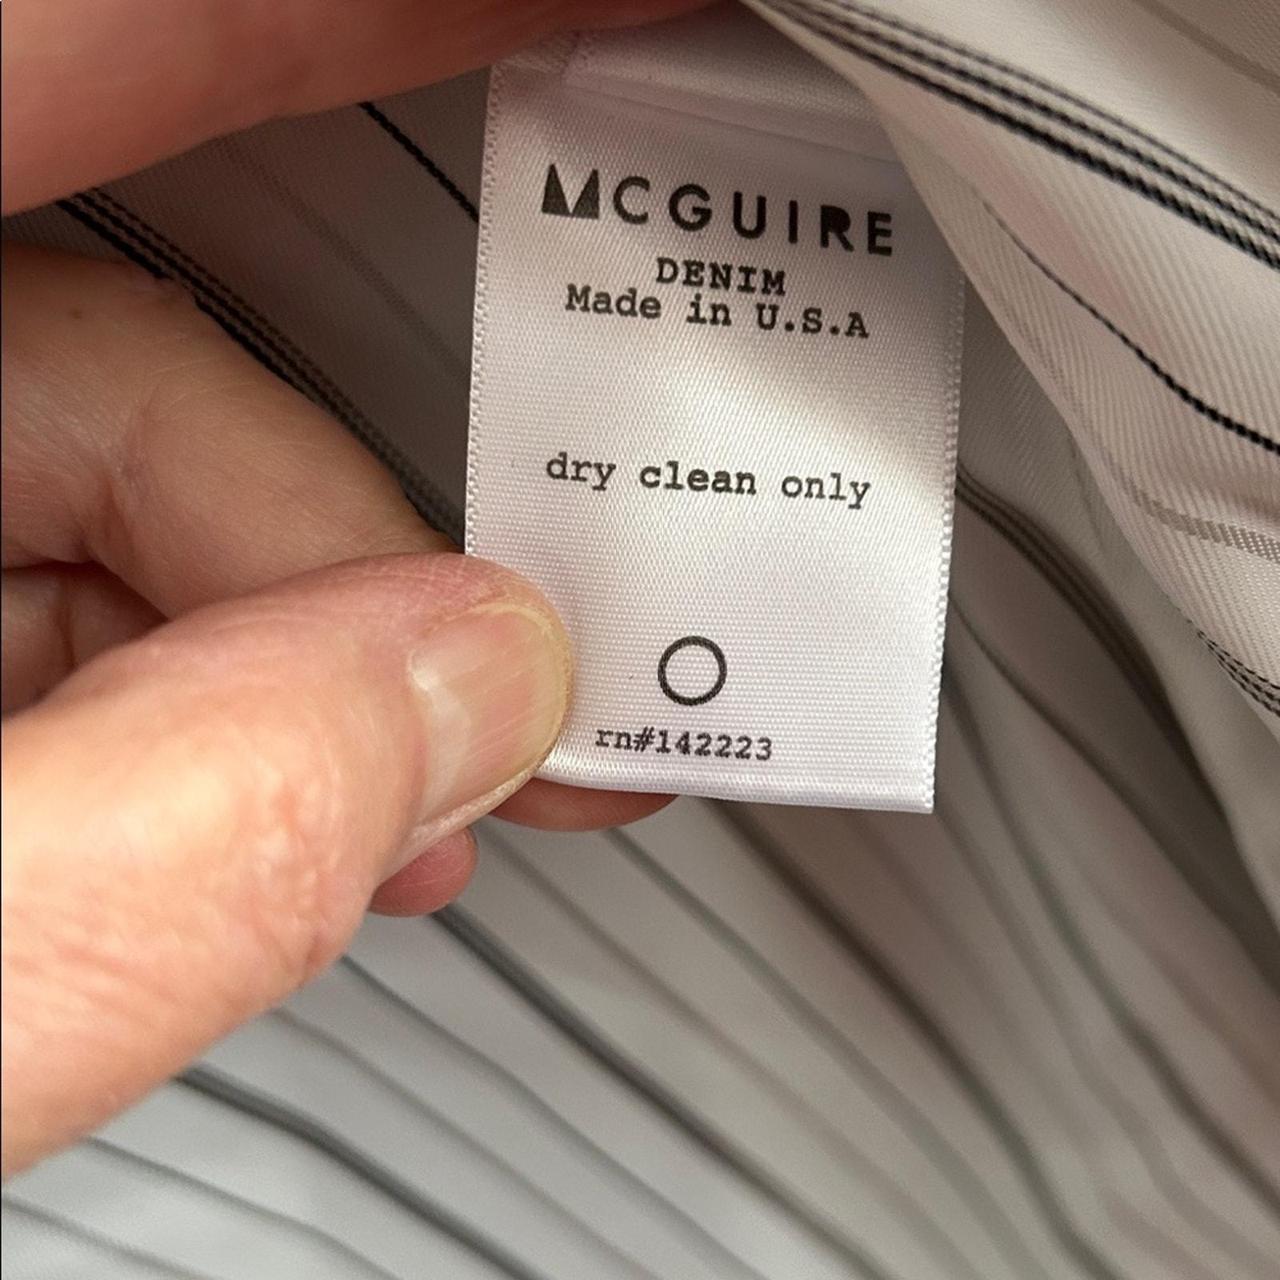 MCGUIRE
DENIM
Made in U.S.A
dry clean only
rn#142223